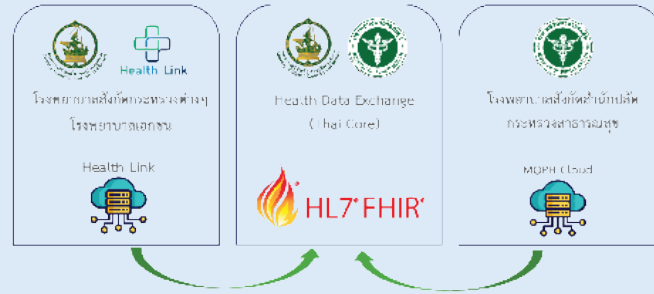 Health Link
โรงพยาบาลสังกัดกระทรวงต่างๆ
โรงพยาบาลเอกชน
Health Link
Health Data Exchange
(Thai Core)
HL7® FHIR®
โรงพยาบาลสังกัดสำนักปลัด
กระทรวงสาธารณสุข
MOPH Cloud